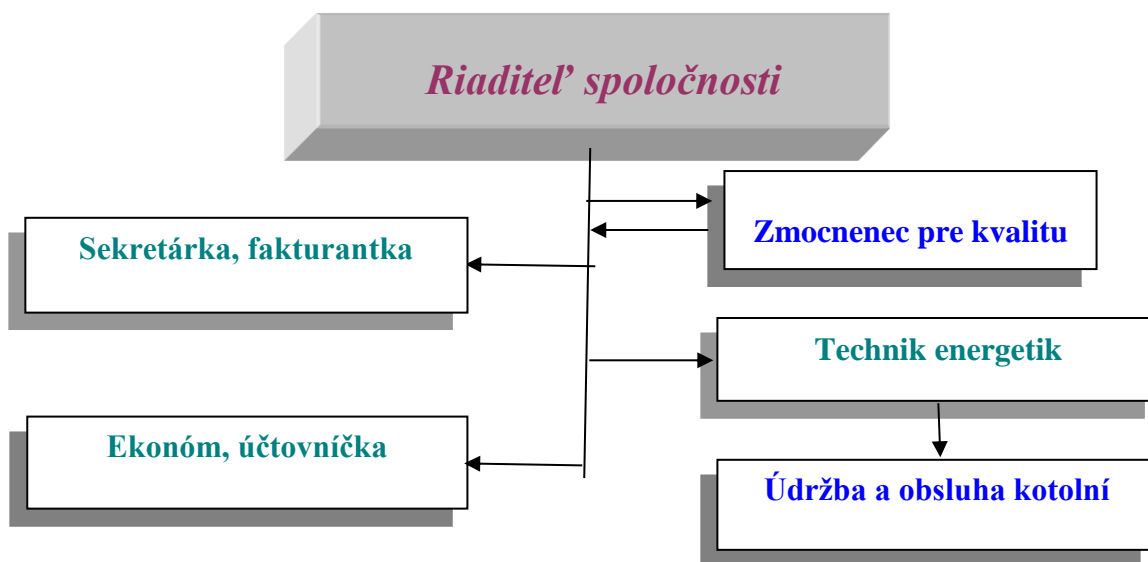 Riaditeľ spoločnosti
Zmocnenec pre kvalitu
Sekretárka, fakturantka
Technik energetik
Ekonóm, účtovníčka
Údržba a obsluha kotolní